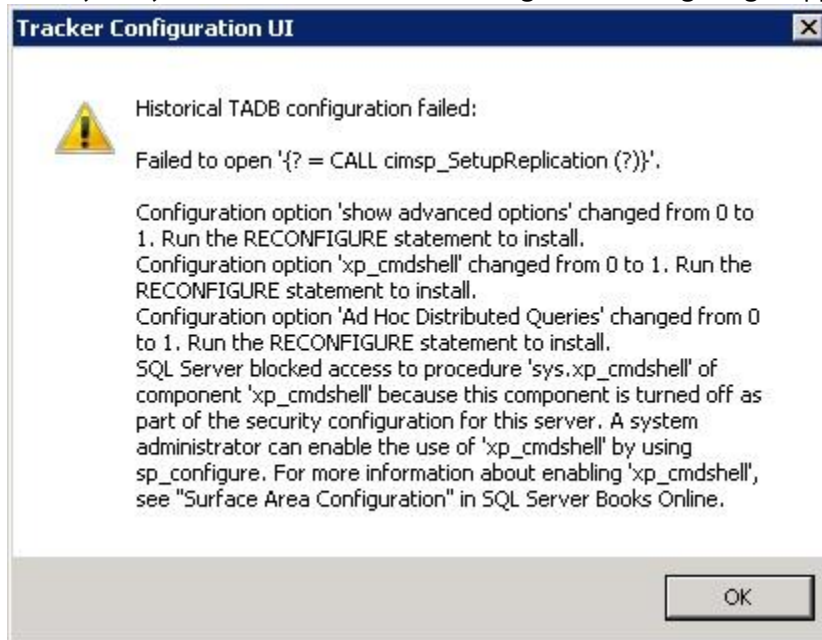 Tracker Configuration UI
Historical TADB configuration failed:
Failed to open '{? = CALL cimsp_SetupReplication (?)}'.
Configuration option 'show advanced options' changed from 0 to
1. Run the RECONFIGURE statement to install.
Configuration option 'xp_cmdshell' changed from 0 to 1. Run the
RECONFIGURE statement to install.
Configuration option 'Ad Hoc Distributed Queries' changed from 0
to 1. Run the RECONFIGURE statement to install.
SQL Server blocked access to procedure 'sys.xp_cmdshell' of
component 'xp_cmdshell' because this component is turned off as
part of the security configuration for this server. A system
administrator can enable the use of 'xp_cmdshell' by using
sp_configure. For more information about enabling 'xp_cmdshell',
see "Surface Area Configuration" in SQL Server Books Online.
OK